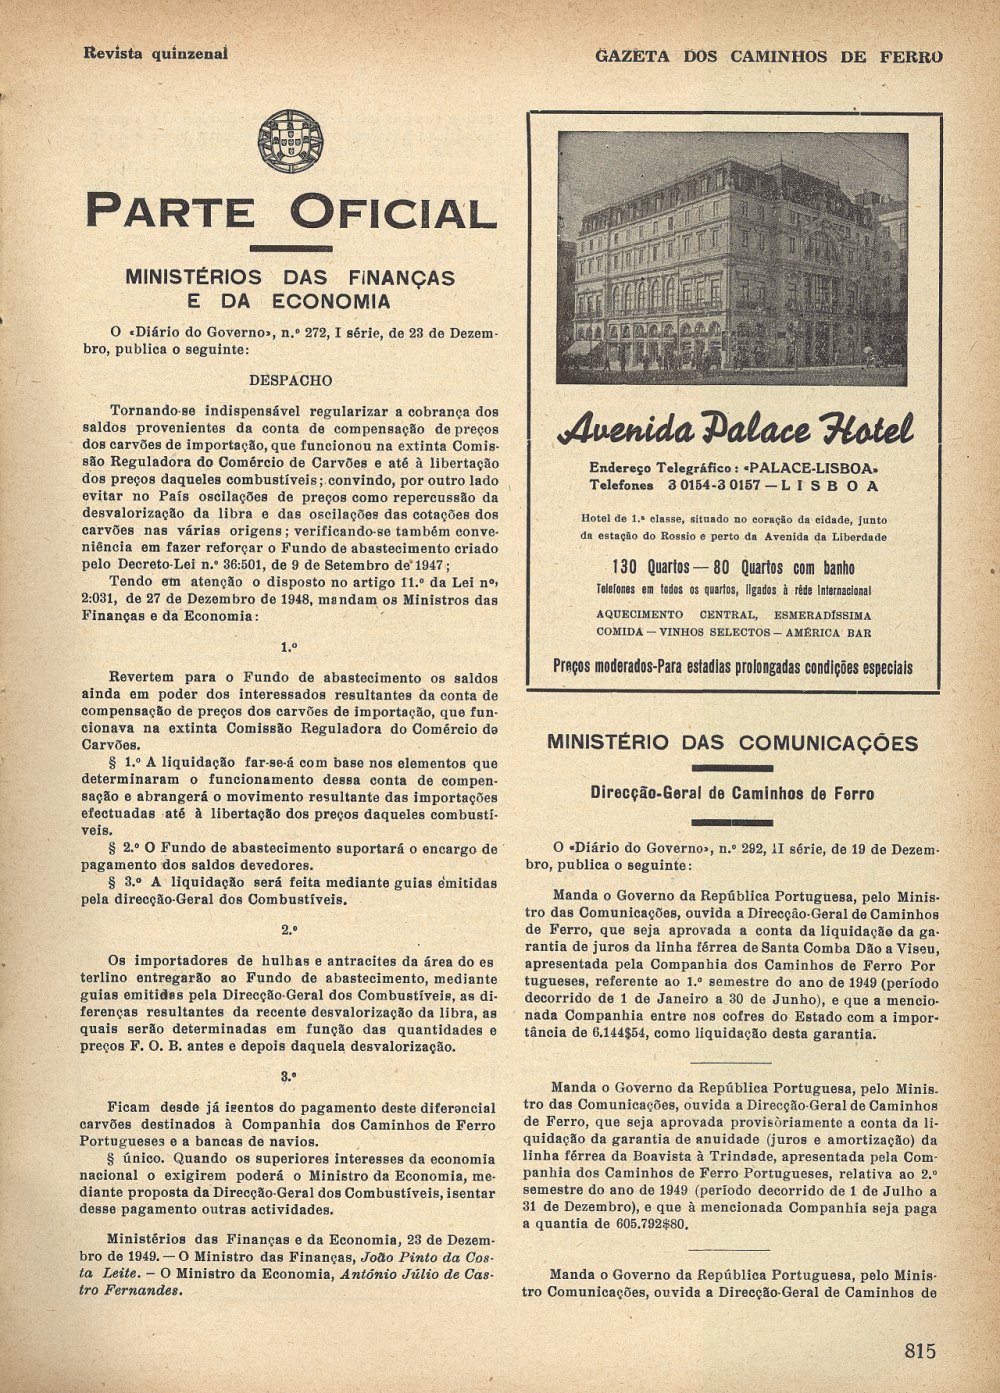 Revista quinzenal
GAZETA DOS CAMINHOS DE FERRO
PARTE OFICIAL
MINISTÉRIOS DAS FINANÇAS
E DA ECONOMIA
O «Diário do Governo», n.º 272, I série, de 23 de Dezem-
bro, publica o seguinte:
DESPACHO
Tornando-se indispensável regularizar a cobrança dos
saldos provenientes da conta de compensação de preços
dos carvões de importação, que funcionou na extinta Comis-
são Reguladora do Comércio de Carvões e até à libertação
dos preços daqueles combustíveis; convindo, por outro lado
evitar no País oscilações de preços como repercussão da
desvalorização da libra e das oscilações das cotações dos
carvões nas várias origens; verificando-se também conve-
niência em fazer reforçar o Fundo de abastecimento criado
pelo Decreto-Lei n.º 36:501, de 9 de Setembro de 1947;
Tendo em atenção o disposto no artigo 11.º da Lei nº,
2:031, de 27 de Dezembro de 1948, mandam os Ministros das
Finanças e da Economia:
1.º
Revertem para o Fundo de abastecimento os saldos
ainda em poder dos interessados resultantes da conta de
compensação de preços dos carvões de importação, que fun-
cionava na extinta Comissão Reguladora do Comércio de
Carvões.
§ 1.º A liquidação far-se-á com base nos elementos que
determinaram o funcionamento dessa conta de compen-
sação e abrangerá o movimento resultante das importações
efectuadas até à libertação dos preços daqueles combustí-
veis.
§ 2.º O Fundo de abastecimento suportará o encargo de
pagamento dos saldos devedores.
§ 3.º A liquidação será feita mediante guias emitidas
pela direcção-Geral dos Combustíveis.
2.º
Os importadores de hulhas e antracites da área do es
terlino entregarão ao Fundo de abastecimento, mediante
guias emitidas pela Direcção-Geral dos Combustíveis, as di-
ferenças resultantes da recente desvalorização da libra, as
quais serão determinadas em função das quantidades e
preços F. O. B. antes e depois daquela desvalorização.
3.º
Ficam desde já isentos do pagamento deste diferencial
carvões destinados à Companhia dos Caminhos de Ferro
Portugueses e a bancas de navios.
§ único. Quando os superiores interesses da economia
nacional o exigirem poderá o Ministro da Economia, me-
diante proposta da Direcção-Geral dos Combustíveis, isentar
desse pagamento outras actividades.
Ministérios das Finanças e da Economia, 23 de Dezem-
bro de 1949. — O Ministro das Finanças, João Pinto da Cos-
ta Leite. – O Ministro da Economia, António Júlio de Cas-
tro Fernandes.
Avenida Palace Hotel
Endereço Telegráfico: «PALACE-LISBOA»
Telefones 3 0154-3 0157 — LISBOA
Hotel de 1.ª classe, situado no coração da cidade, junto
da estação do Rossio e perto da Avenida da Liberdade
130 Quartos — 80 Quartos com banho
Telefones em todos os quartos, ligados à rêde Internacional
AQUECIMENTO CENTRAL, ESMERADÍSSIMA
COMIDA — VINHOS SELECTOS — AMÉRICA BAR
Preços moderados-Para estadias prolongadas condições especiais
MINISTÉRIO DAS COMUNICAÇÕES
Direcção-Geral de Caminhos de Ferro
O «Diário do Governo», n.º 292, II série, de 19 de Dezem-
bro, publica o seguinte:
Manda o Governo da República Portuguesa, pelo Minis-
tro das Comunicações, ouvida a Direcção-Geral de Caminhos
de Ferro, que seja aprovada a conta da liquidação da ga-
rantia de juros da linha férrea de Santa Comba Dão a Viseu,
apresentada pela Companhia dos Caminhos de Ferro Por
tugueses, referente ao 1.º semestre do ano de 1949 (período
decorrido de 1 de Janeiro a 30 de Junho), e que a mencio-
nada Companhia entre nos cofres do Estado com a impor-
tância de 6.144$54, como liquidação desta garantia.
Manda o Governo da República Portuguesa, pelo Minis.
tro das Comunicações, ouvida a Direcção-Geral de Caminhos
de Ferro, que seja aprovada provisòriamente a conta da li-
quidação da garantia de anuidade (juros e amortização) da
linha férrea da Boavista à Trindade, apresentada pela Com-
panhia dos Caminhos de Ferro Portugueses, relativa ao 2.º
semestre do ano de 1949 (período decorrido de 1 de Julho a
31 de Dezembro), e que à mencionada Companhia seja paga
a quantia de 605.792$80.
Manda o Governo da República Portuguesa, pelo Minis-
tro Comunicações, ouvida a Direcção-Geral de Caminhos de
815